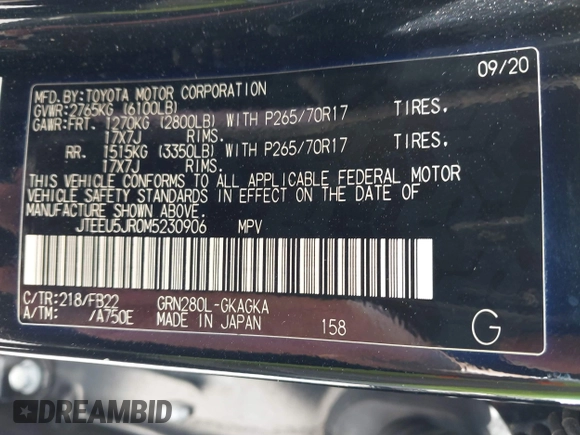 09/20
MFD.BY:TOYOTA MOTOR CORPORATION
GVWR:2765KG (6100LB)
GAWR:FRT. 1270KG (2800LB) WITH P265/70R17 TIRES.
17X7J RIMS.
RR. 1515KG (3350LB) WITH P265/70R17 TIRES.
17X7J RIMS.
THIS VEHICLE CONFORMS TO ALL APPLICABLE FEDERAL MOTOR
VEHICLE SAFETY STANDARDS IN EFFECT ON THE DATE OF
MANUFACTURE SHOWN ABOVE.
JTEEU5JR0M5230906 MPV
C/TR:218/FB22 GRN280L-GKAGKA
A/TM: /A750E MADE IN JAPAN 158 G
DREAMBID